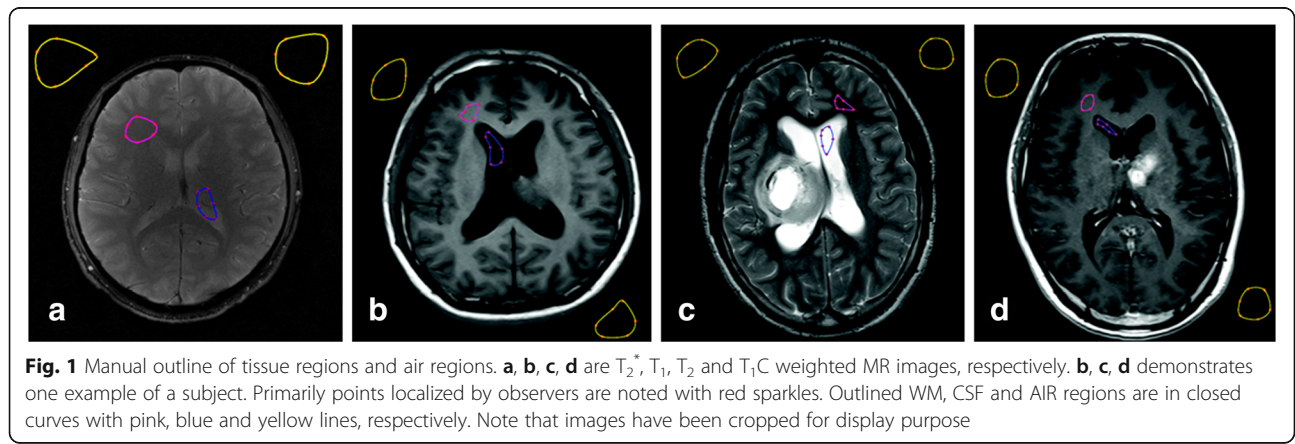 a
b
c
d
Fig. 1 Manual outline of tissue regions and air regions. a, b, c, d are T2*, T1, T2 and T1C weighted MR images, respectively. b, c, d demonstrates
one example of a subject. Primarily points localized by observers are noted with red sparkles. Outlined WM, CSF and AIR regions are in closed
curves with pink, blue and yellow lines, respectively. Note that images have been cropped for display purpose